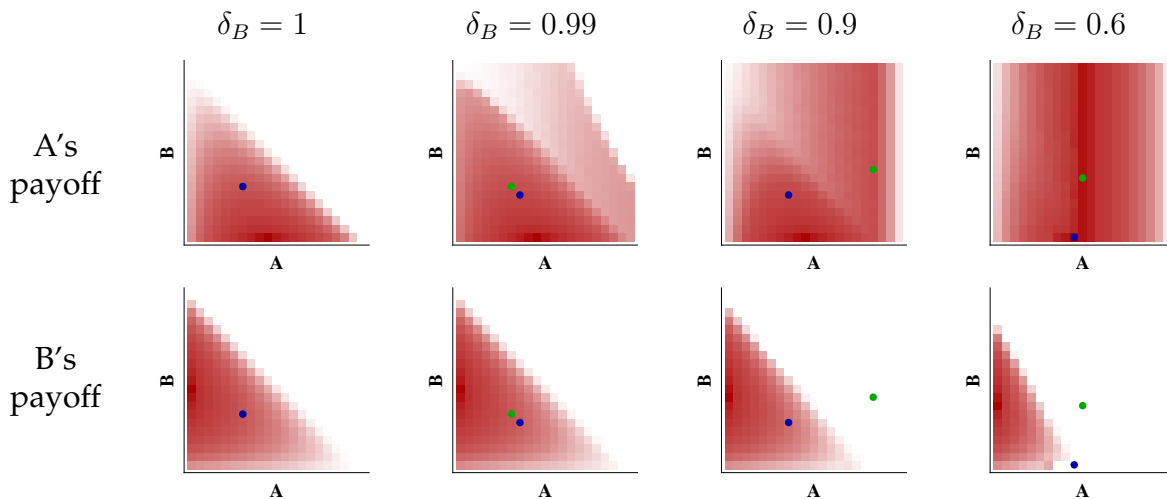 δ_B = 1 δ_B = 0.99 δ_B = 0.9 δ_B = 0.6
A's
payoff
B B B B
A A A A
B's
payoff
B B B B
A A A A